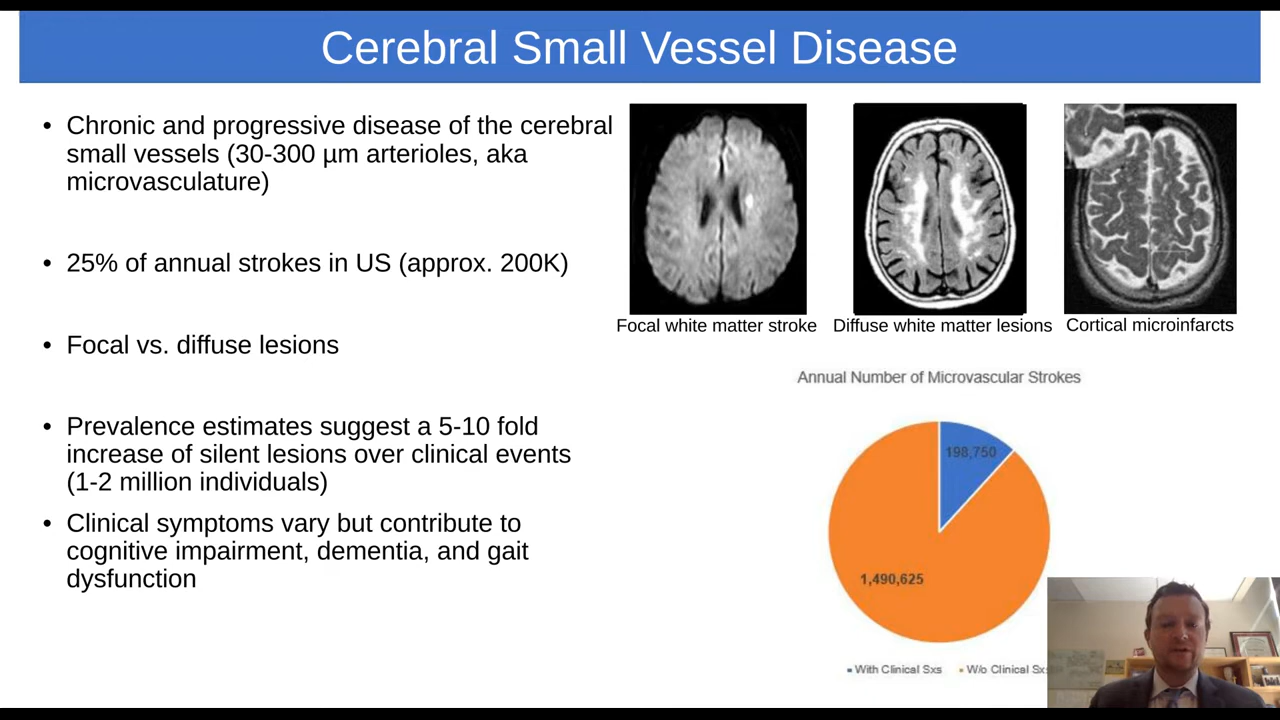 Cerebral Small Vessel Disease
• Chronic and progressive disease of the cerebral
small vessels (30-300 µm arterioles, aka
microvasculature)
• 25% of annual strokes in US (approx. 200K)
• Focal vs. diffuse lesions
• Prevalence estimates suggest a 5-10 fold
increase of silent lesions over clinical events
(1-2 million individuals)
• Clinical symptoms vary but contribute to
cognitive impairment, dementia, and gait
dysfunction
Focal white matter stroke
Diffuse white matter lesions
Cortical microinfarcts
Annual Number of Microvascular Strokes
198,750
1,490,625
With Clinical Sxs
W/o Clinical Sxs